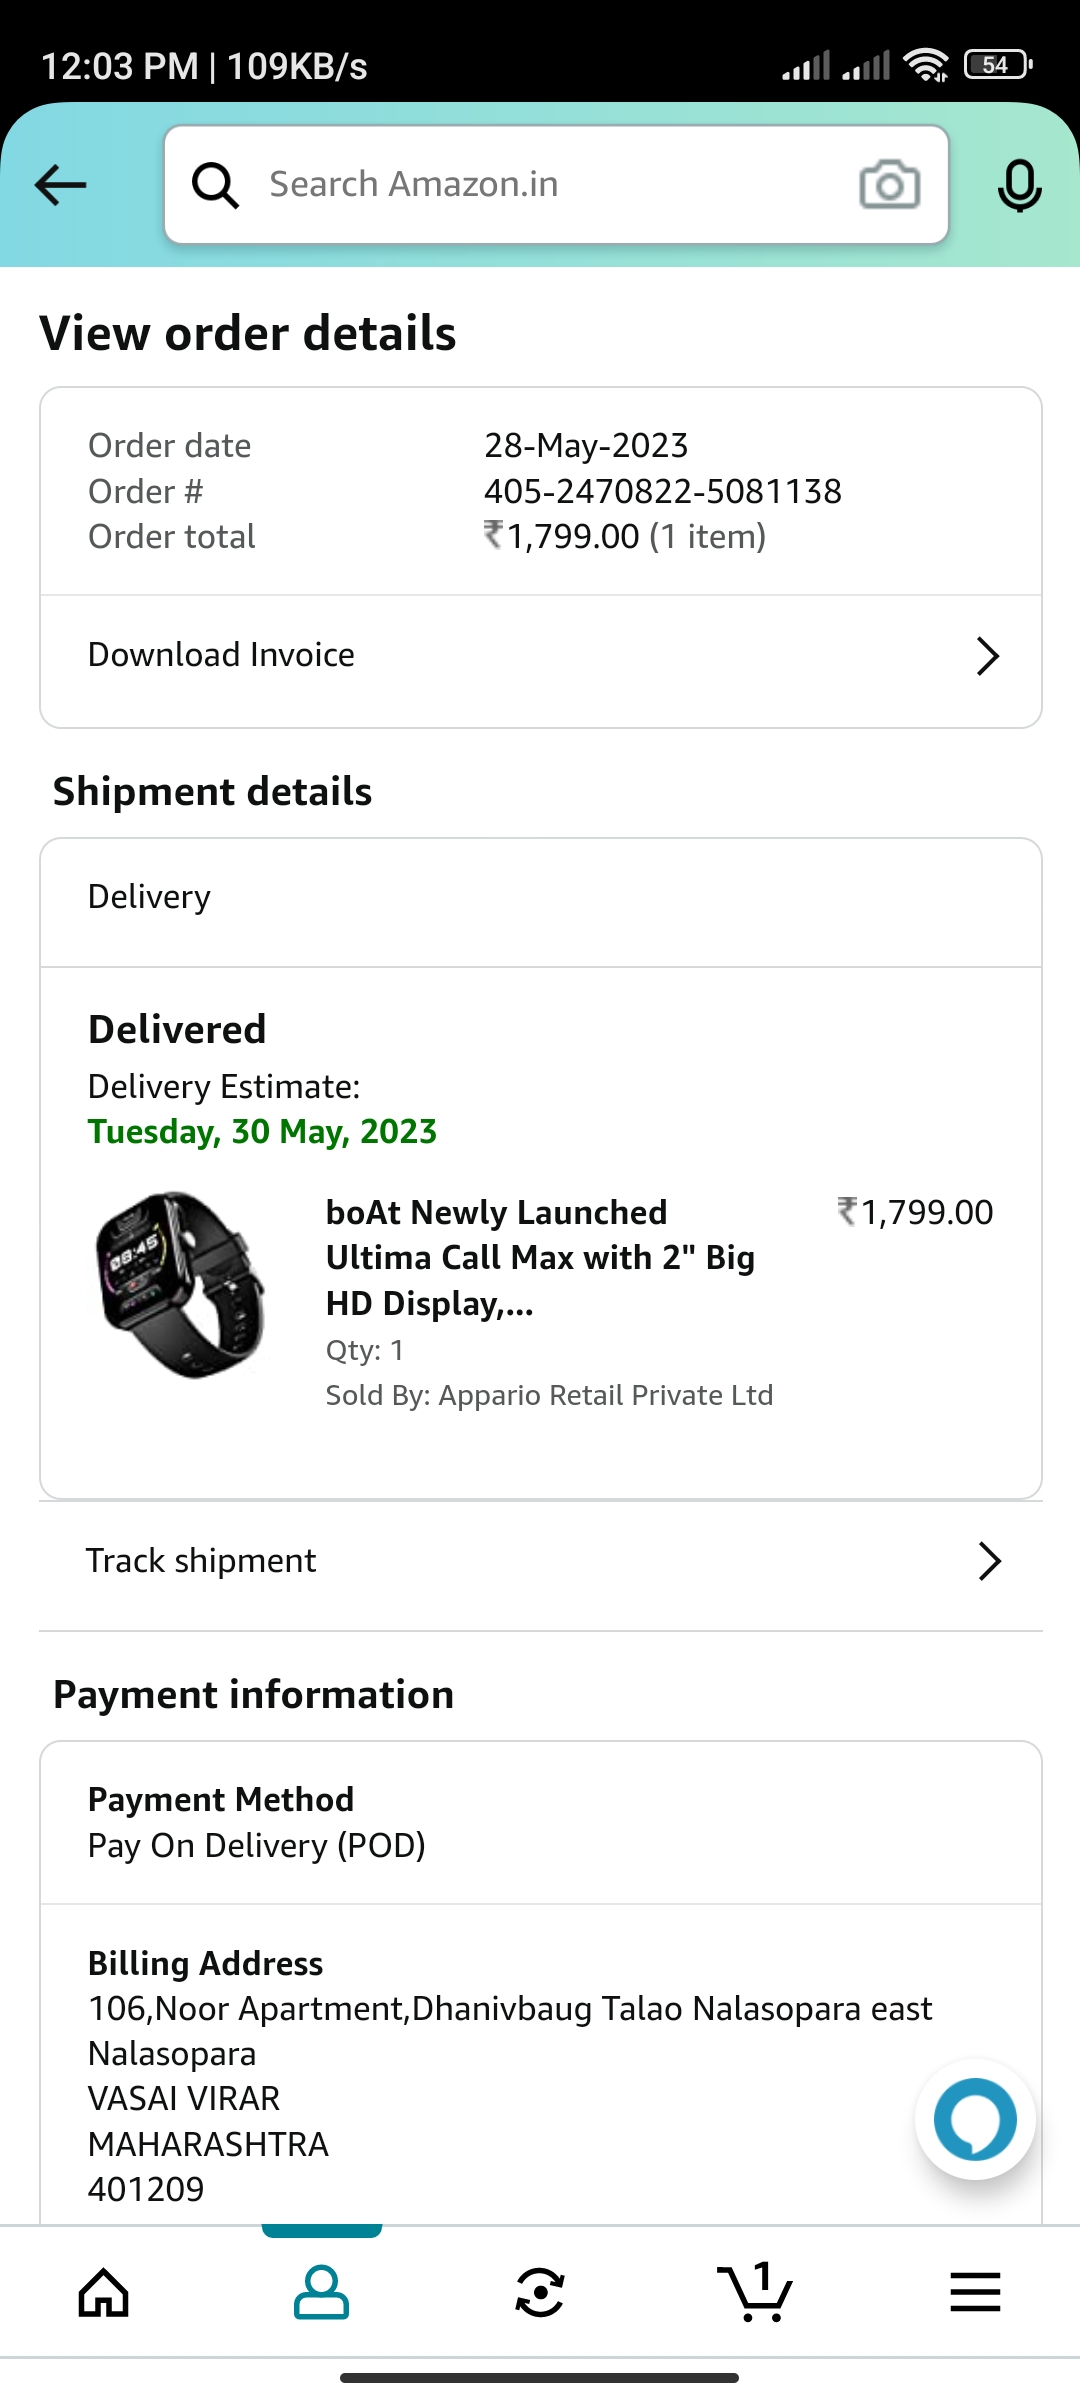 12:03 PM | 109KB/s
54
Search Amazon.in
View order details
Order date 28-May-2023
Order # 405-2470822-5081138
Order total ₹1,799.00 (1 item)
Download Invoice
Shipment details
Delivery
Delivered
Delivery Estimate:
Tuesday, 30 May, 2023
08:45
boAt Newly Launched ₹1,799.00
Ultima Call Max with 2" Big
HD Display,...
Qty: 1
Sold By: Appario Retail Private Ltd
Track shipment
Payment information
Payment Method
Pay On Delivery (POD)
Billing Address
106,Noor Apartment,Dhanivbaug Talao Nalasopara east
Nalasopara
VASAI VIRAR
MAHARASHTRA
401209
1